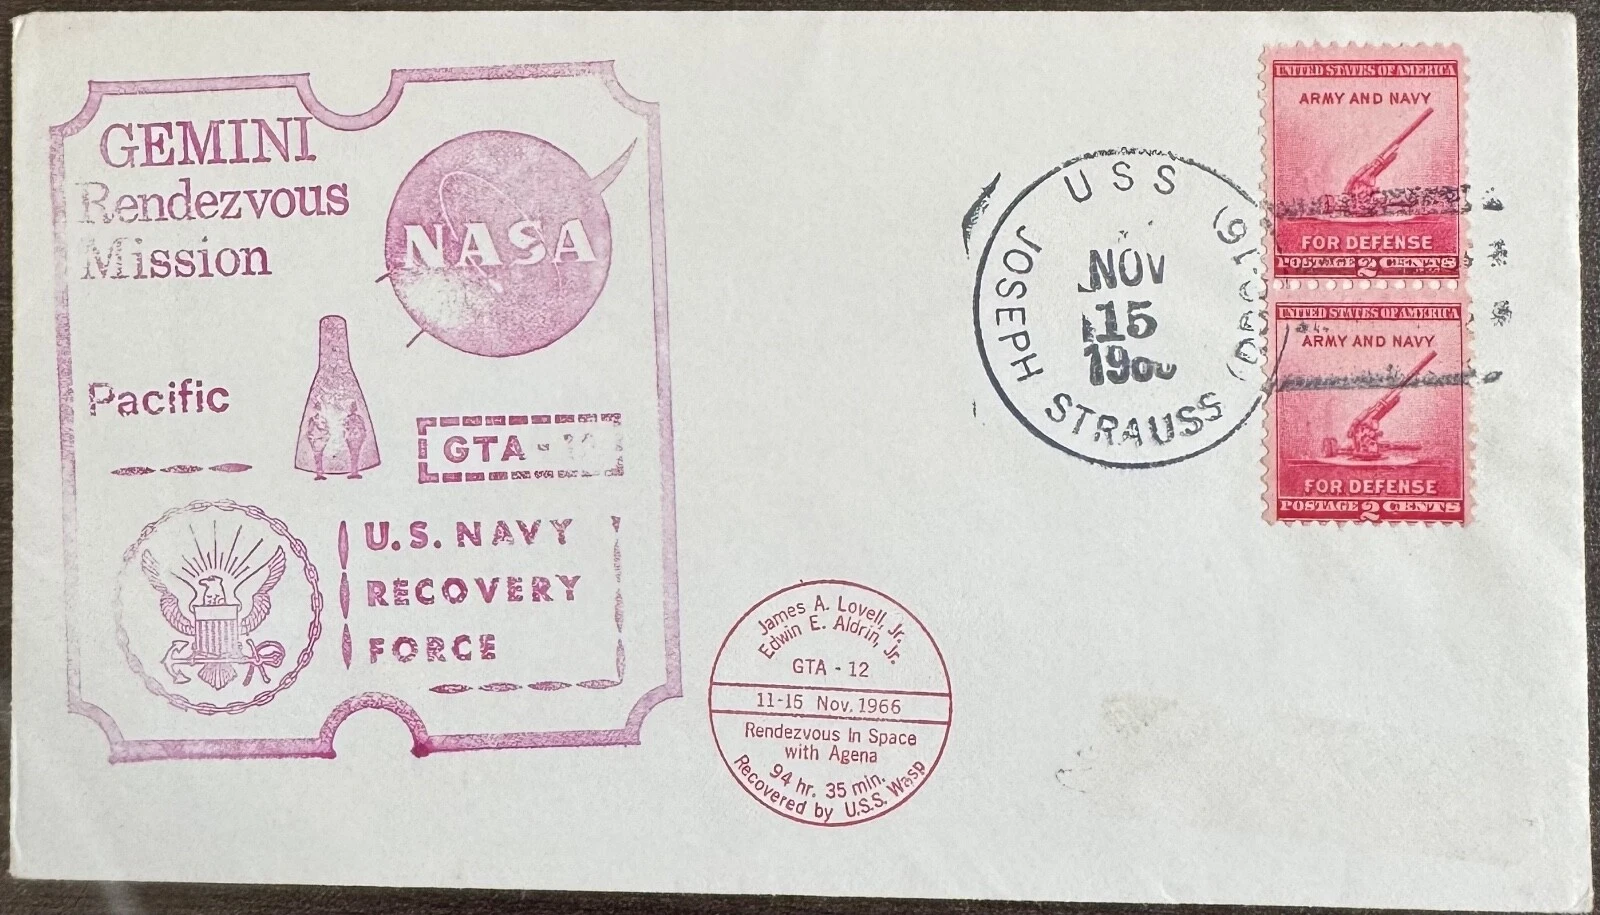 GEMINI
Rendezvous
Mission
NASA
Pacific
GTA - 12
U.S. NAVY
RECOVERY
FORCE
James A. Lovell, Jr.
Edwin E. Aldrin, Jr.
GTA - 12
11-15 Nov. 1966
Rendezvous In Space
with Agena
94 hr. 35 min.
Recovered by U.S.S. Wasp
USS JOSEPH STRAUSS
NOV
15
UNITED STATES OF AMERICA
ARMY AND NAVY
FOR DEFENSE
POSTAGE 2 CENTS
UNITED STATES OF AMERICA
ARMY AND NAVY
FOR DEFENSE
POSTAGE 2 CENTS